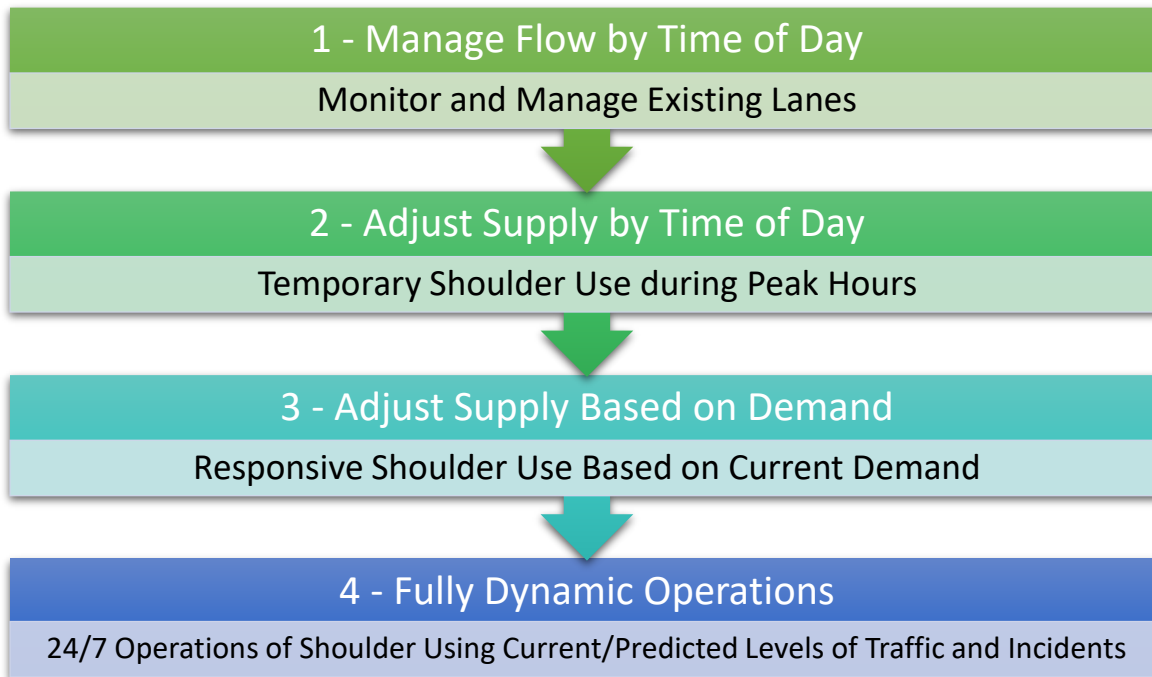 1 - Manage Flow by Time of Day
Monitor and Manage Existing Lanes
2 - Adjust Supply by Time of Day
Temporary Shoulder Use during Peak Hours
3 - Adjust Supply Based on Demand
Responsive Shoulder Use Based on Current Demand
4 - Fully Dynamic Operations
24/7 Operations of Shoulder Using Current/Predicted Levels of Traffic and Incidents